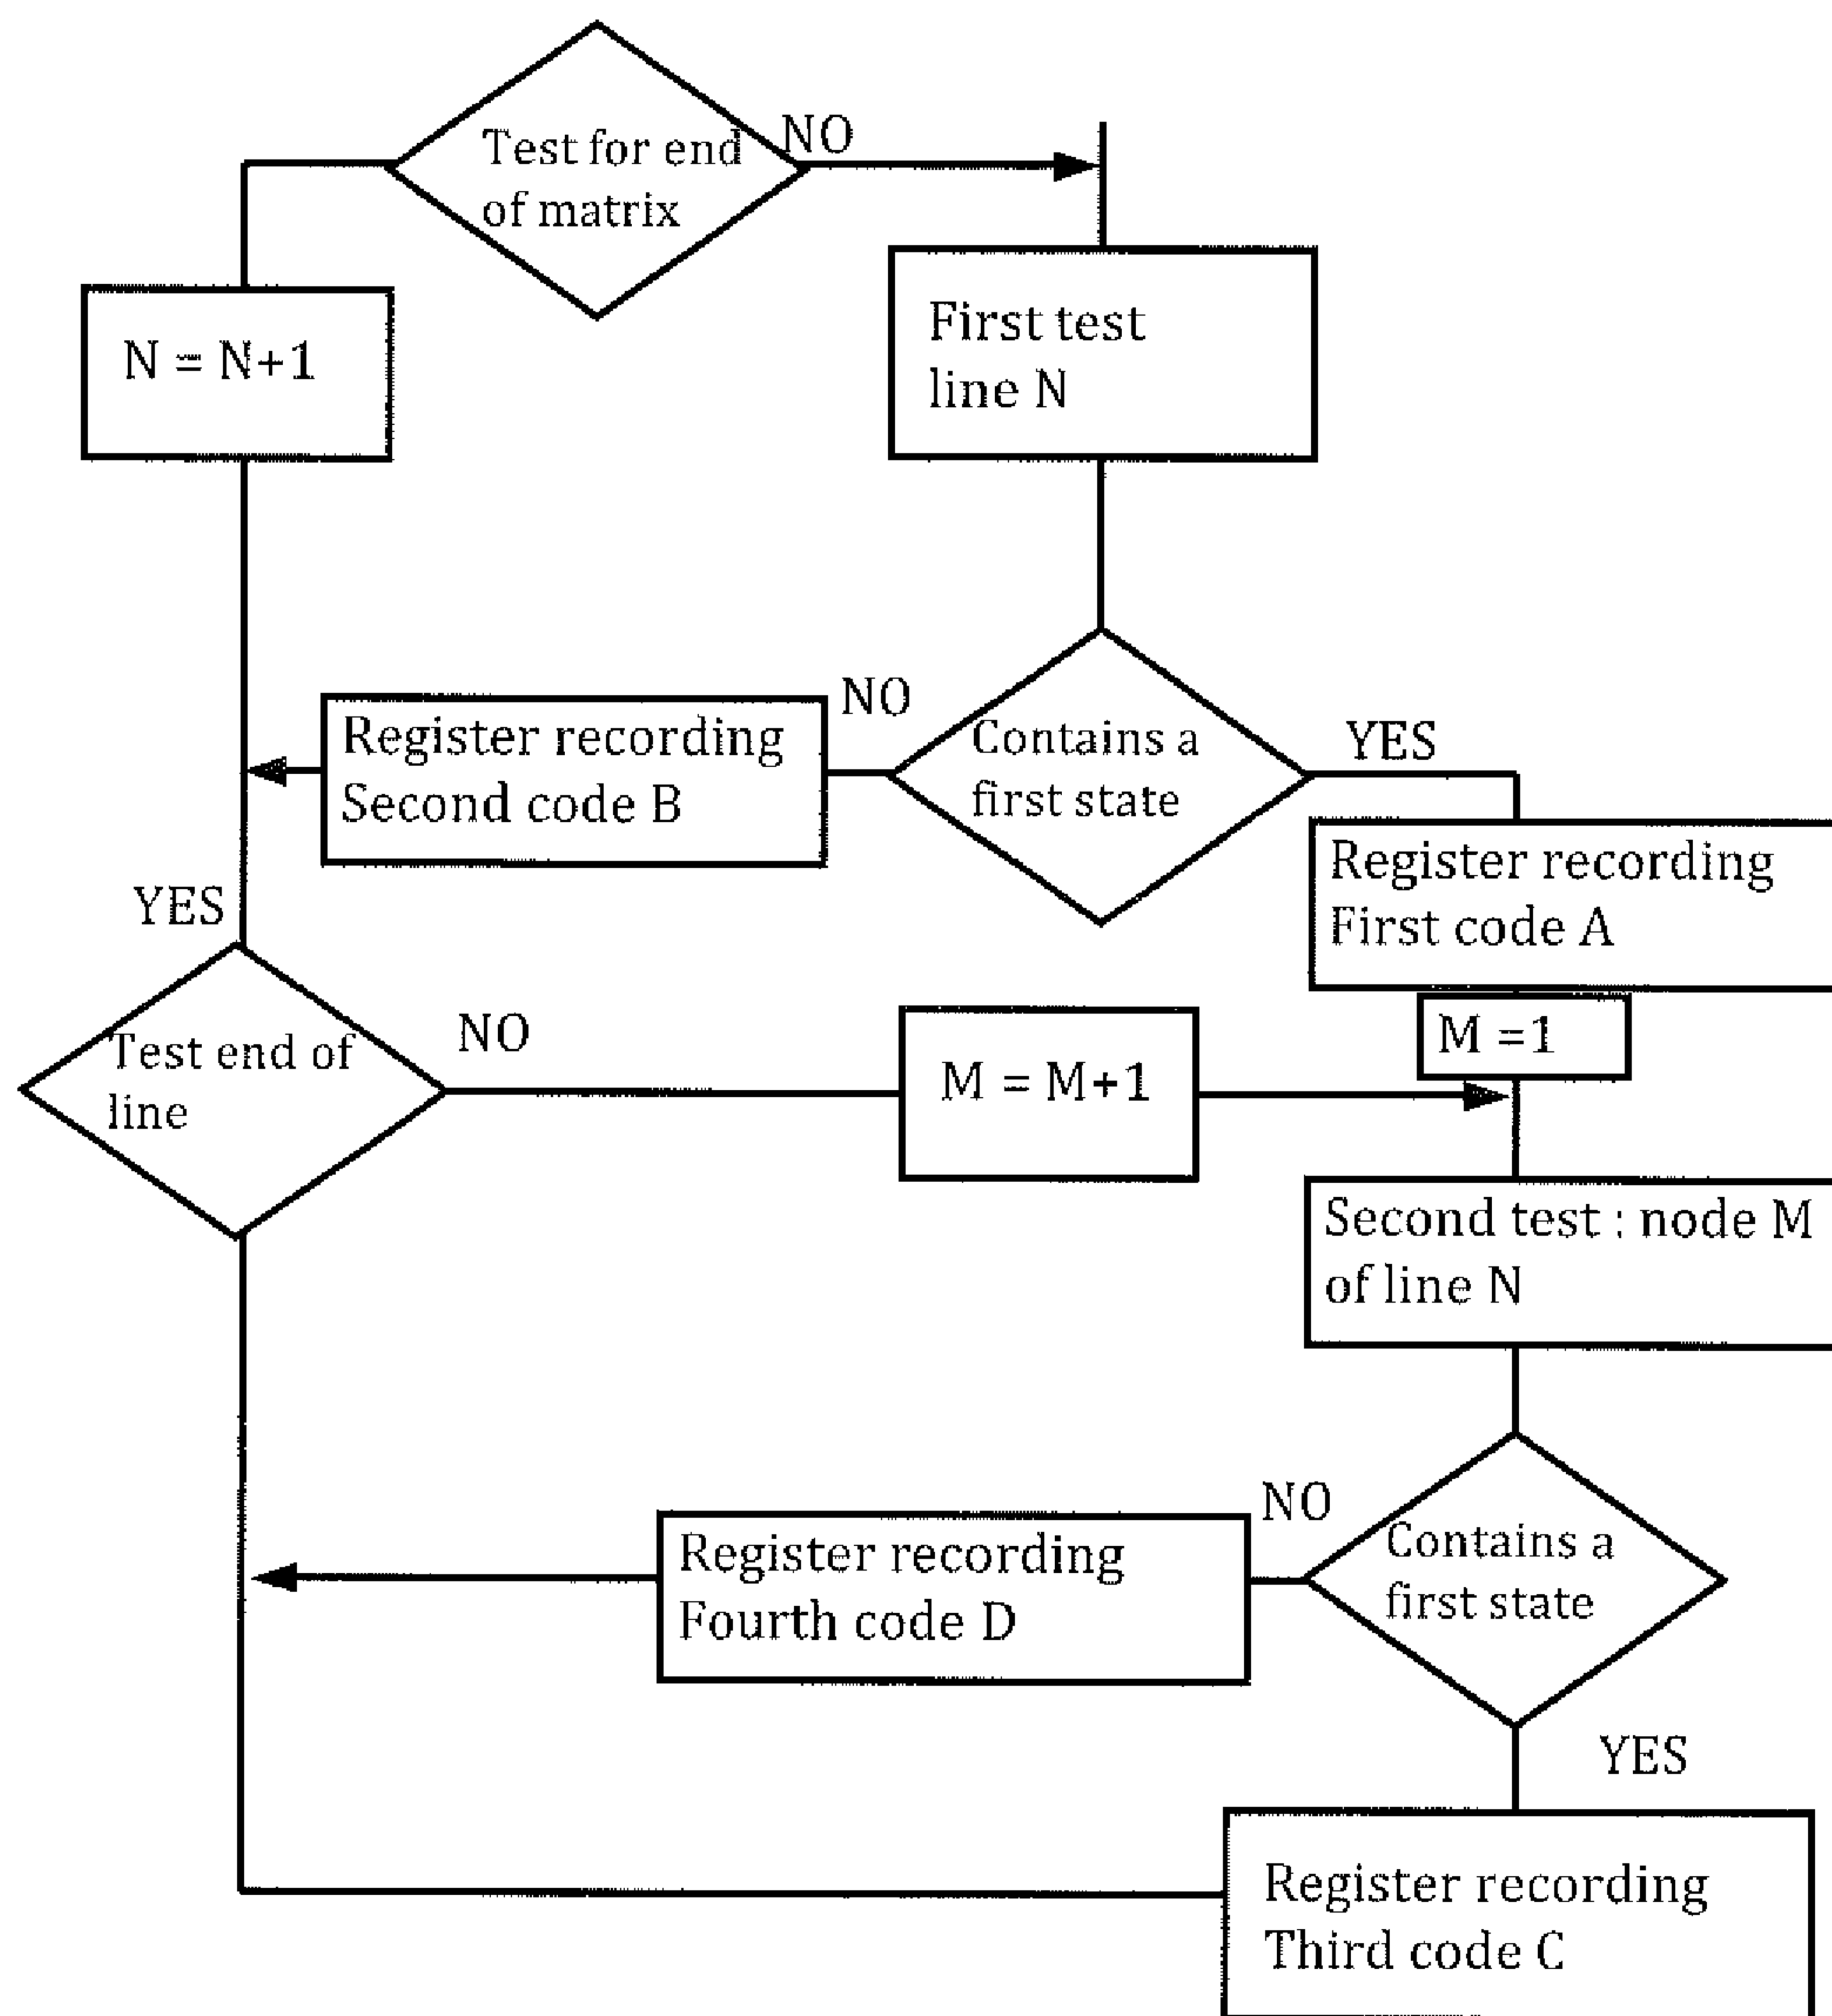 Test for end
of matrix
NO
N = N+1
First test
line N
Contains a
first state
NO
YES
Register recording
Second code B
Register recording
First code A
YES
M =1
Test end of
line
NO
M = M+1
Second test : node M
of line N
Contains a
first state
NO
Register recording
Fourth code D
YES
Register recording
Third code C